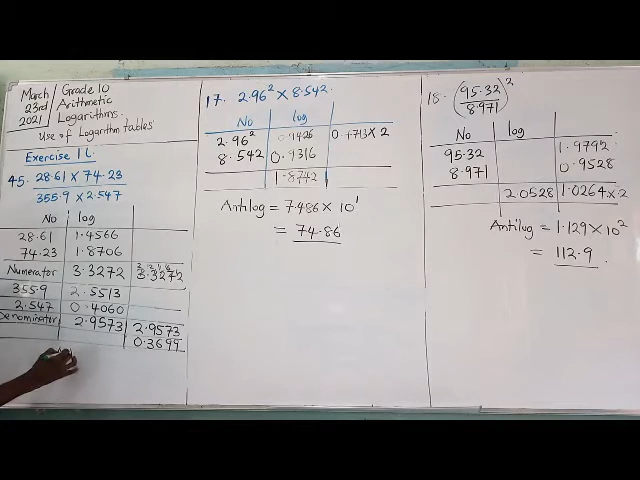 March
23rd
2021
Grade 10
Arithmetic
Logarithms.
Use of Logarithm tables
Exercise 1L
45. 28.61 × 74.23
355.9 × 2.547
No log
28.61 1.4566
74.23 1.8706
Numerator 3.3272 3.3272
355.9 2.5513
2.547 0.4060
Denominator 2.9573 2.9573
0.3699
17. 2.96² × 8.542
No log
2.96² 0.9426 0.4713 × 2
8.542 0.9316
1.8742
Antilog = 7.486 × 10¹
= 74.86
18. (95.32
8.971)²
No log
95.32 1.9792
8.971 0.9528
2.0528 1.0264 × 2
Antilog = 1.129 × 10²
= 112.9.